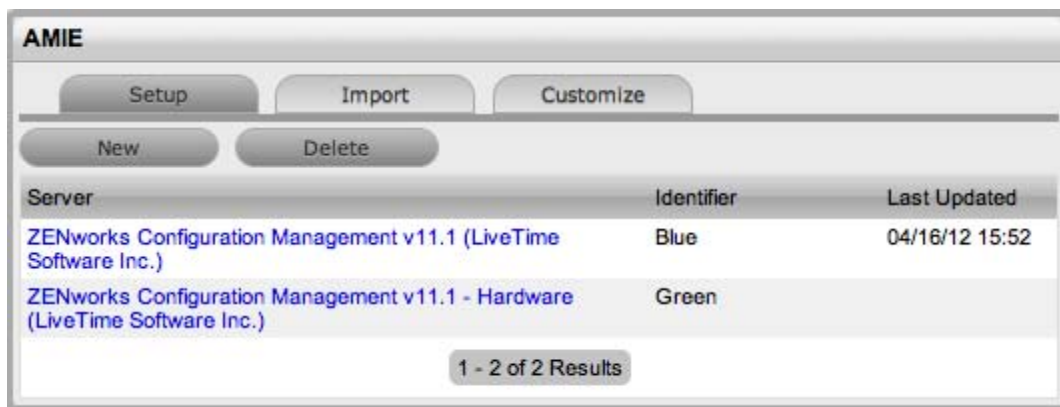 AMIE
Setup Import Customize
New Delete
Server Identifier Last Updated
ZENworks Configuration Management v11.1 (LiveTime Blue 04/16/12 15:52
Software Inc.)
ZENworks Configuration Management v11.1 - Hardware Green
(LiveTime Software Inc.)
1 - 2 of 2 Results